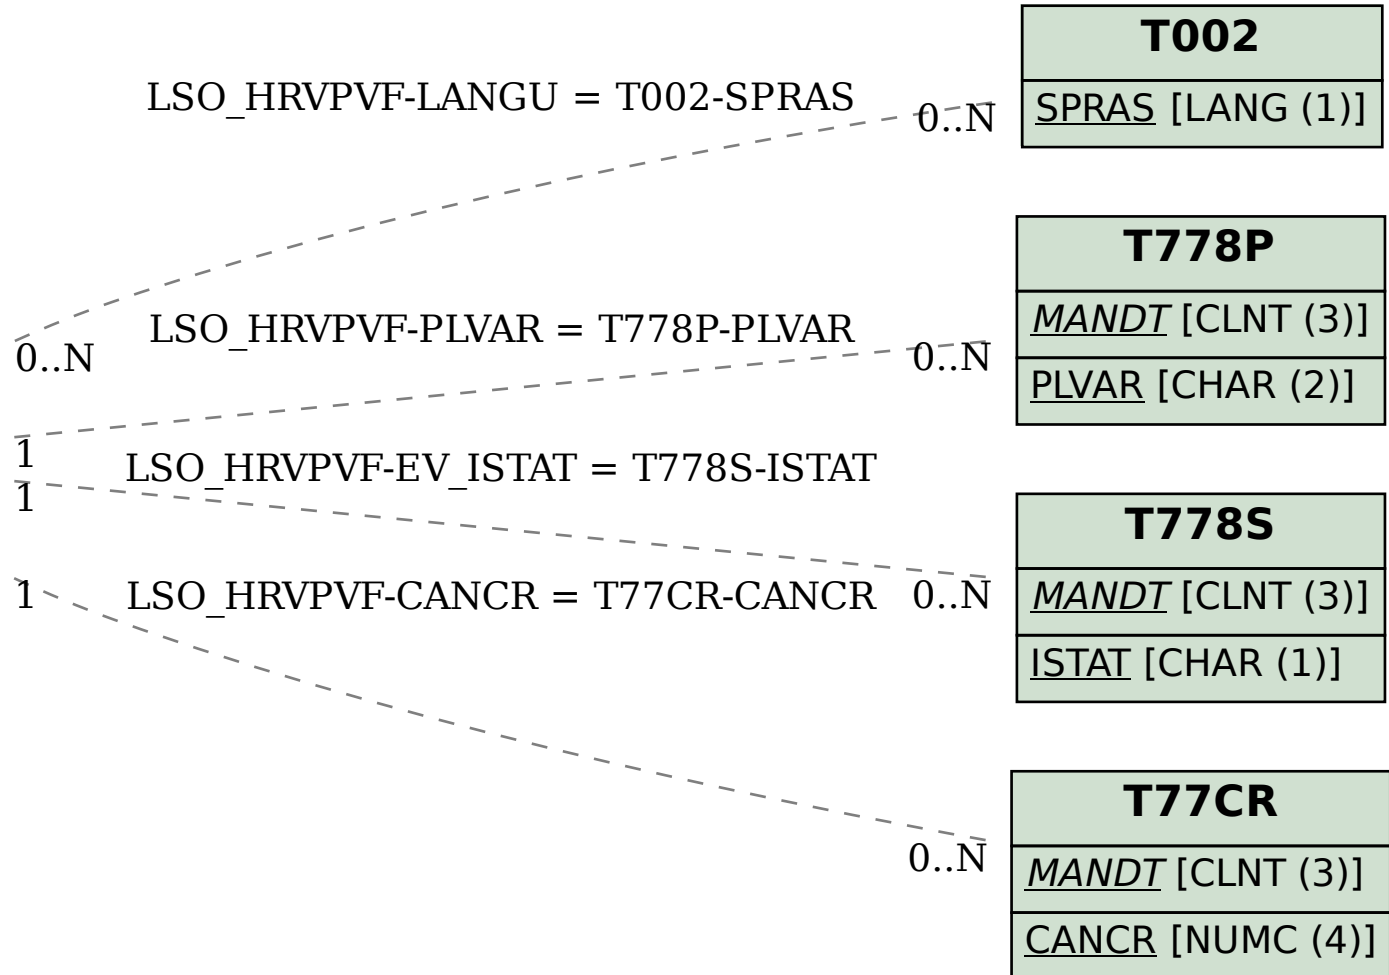 T002
LSO_HRVPVF-LANGU = T002-SPRAS
0..N
SPRAS [LANG (1)]
T778P
MANDT [CLNT (3)]
LSO_HRVPVF-PLVAR = T778P-PLVAR
0..N
0..N
PLVAR [CHAR (2)]
1
LSO_HRVPVF-EV_ISTAT = T778S-ISTAT
1
T778S
1
LSO_HRVPVF-CANCR = T77CR-CANCR
0..N
MANDT [CLNT (3)]
ISTAT [CHAR (1)]
T77CR
0..N
MANDT [CLNT (3)]
CANCR [NUMC (4)]